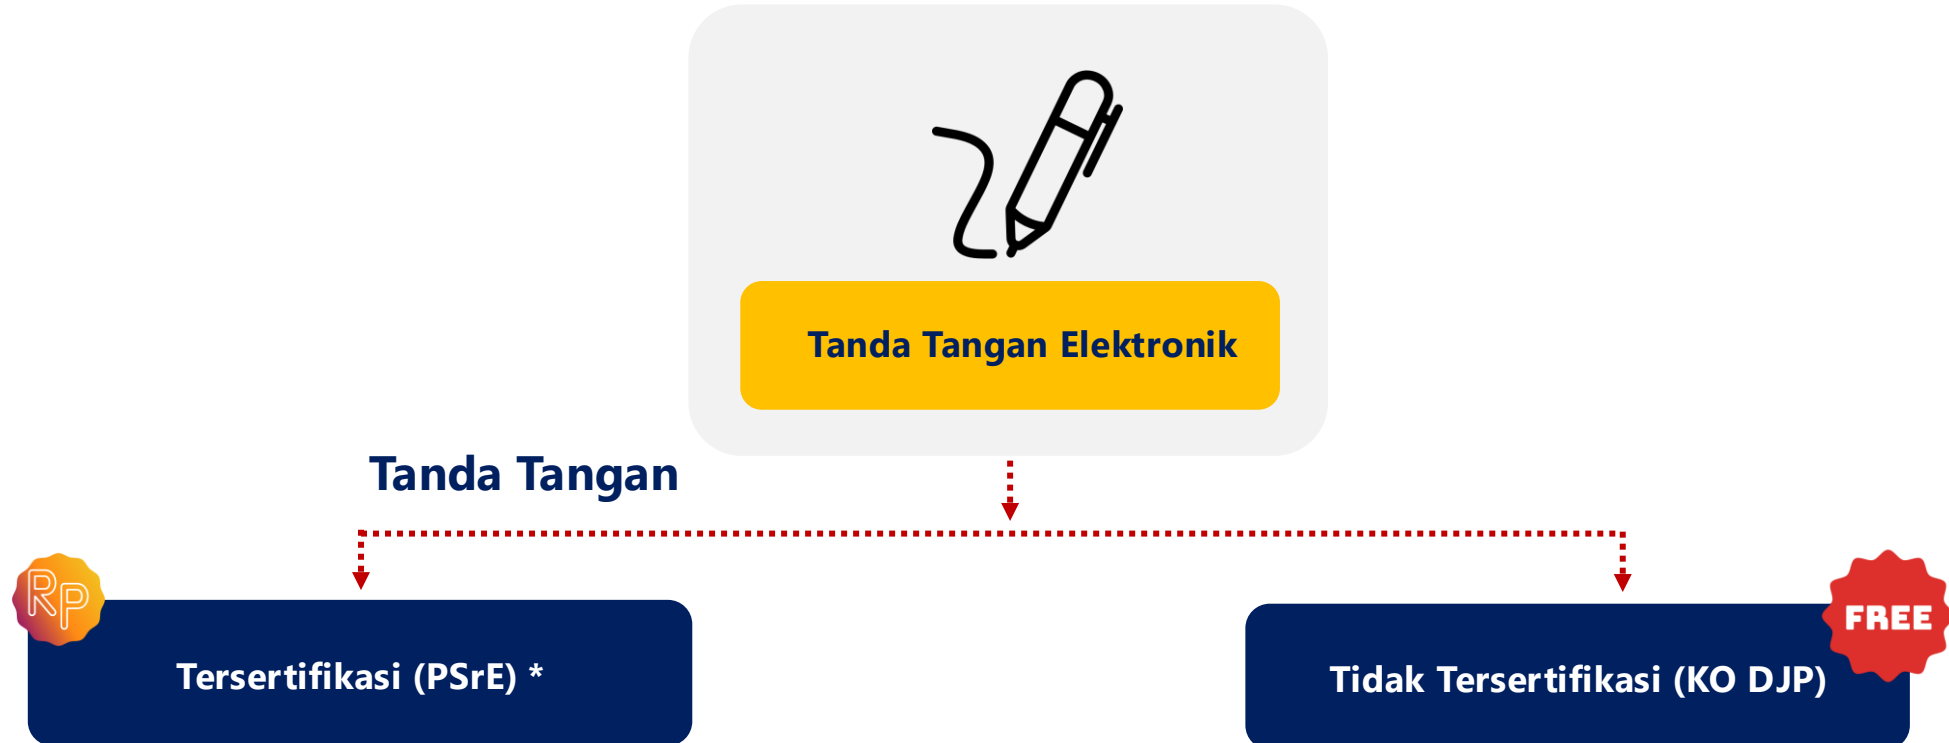 Tanda Tangan Elektronik
Tanda Tangan
RP
Tersertifikasi (PSrE) *
FREE
Tidak Tersertifikasi (KO DJP)